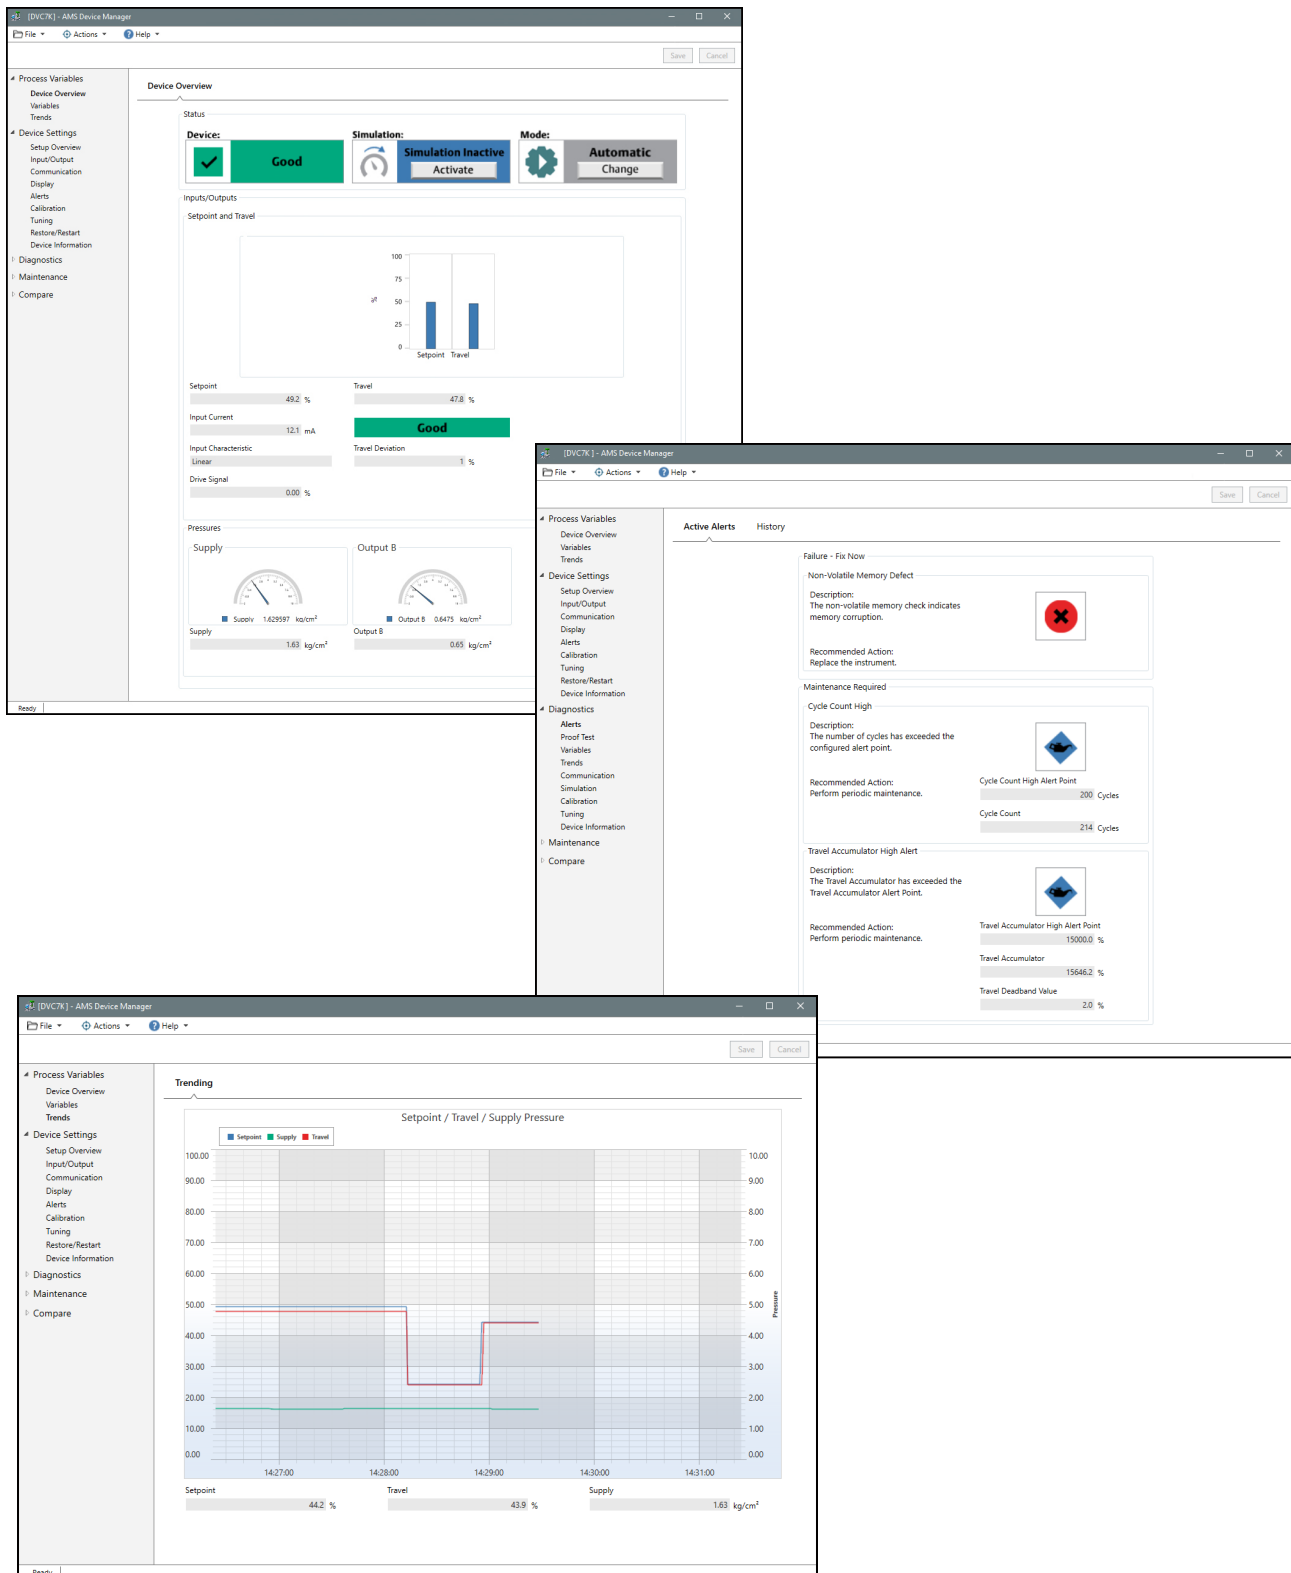 [DVC7K] - AMS Device Manager
File Actions Help
Save Cancel
Process Variables
Device Overview
Variables
Trends
Device Settings
Setup Overview
Input/Output
Communication
Display
Alerts
Calibration
Tuning
Restore/Restart
Device Information
Diagnostics
Maintenance
Compare
Device Overview
Status
Device: Simulation: Mode:
Good
Simulation Inactive
Activate
Automatic
Change
Inputs/Outputs
Setpoint and Travel
100
75
%
50
25
0
Setpoint Travel
Setpoint Travel
49.2 % 47.8 %
Input Current
12.1 mA Good
Input Characteristic Travel Deviation
Linear 1 %
Drive Signal
0.00 %
Pressures
Supply Output B
Supply 1.629597 kg/cm²
Output B 0.6475 kg/cm²
Supply Output B
1.63 kg/cm² 0.65 kg/cm²
Ready
[DVC7K ] - AMS Device Manager
File Actions Help
Save Cancel
Process Variables
Device Overview
Variables
Trends
Device Settings
Setup Overview
Input/Output
Communication
Display
Alerts
Calibration
Tuning
Restore/Restart
Device Information
Diagnostics
Alerts
Proof Test
Variables
Trends
Communication
Simulation
Calibration
Tuning
Device Information
Maintenance
Compare
Active Alerts History
Failure - Fix Now
Non-Volatile Memory Defect
Description:
The non-volatile memory check indicates
memory corruption.
Recommended Action:
Replace the instrument.
Maintenance Required
Cycle Count High
Description:
The number of cycles has exceeded the
configured alert point.
Recommended Action:
Perform periodic maintenance.
Cycle Count High Alert Point
200 Cycles
Cycle Count
214 Cycles
Travel Accumulator High Alert
Description:
The Travel Accumulator has exceeded the
Travel Accumulator Alert Point.
Recommended Action:
Perform periodic maintenance.
Travel Accumulator High Alert Point
15000.0 %
Travel Accumulator
15646.2 %
Travel Deadband Value
2.0 %
[DVC7K ] - AMS Device Manager
File Actions Help
Save Cancel
Process Variables
Device Overview
Variables
Trends
Device Settings
Setup Overview
Input/Output
Communication
Display
Alerts
Calibration
Tuning
Restore/Restart
Device Information
Diagnostics
Maintenance
Compare
Trending
Setpoint / Travel / Supply Pressure
Setpoint Supply Travel
100.00 10.00
90.00 9.00
80.00 8.00
70.00 7.00
60.00 6.00
50.00 5.00
Pressure
40.00 4.00
30.00 3.00
20.00 2.00
10.00 1.00
0.00 0.00
14:27:00 14:28:00 14:29:00 14:30:00 14:31:00
Setpoint Travel Supply
44.2 % 43.9 % 1.63 kg/cm²
Ready